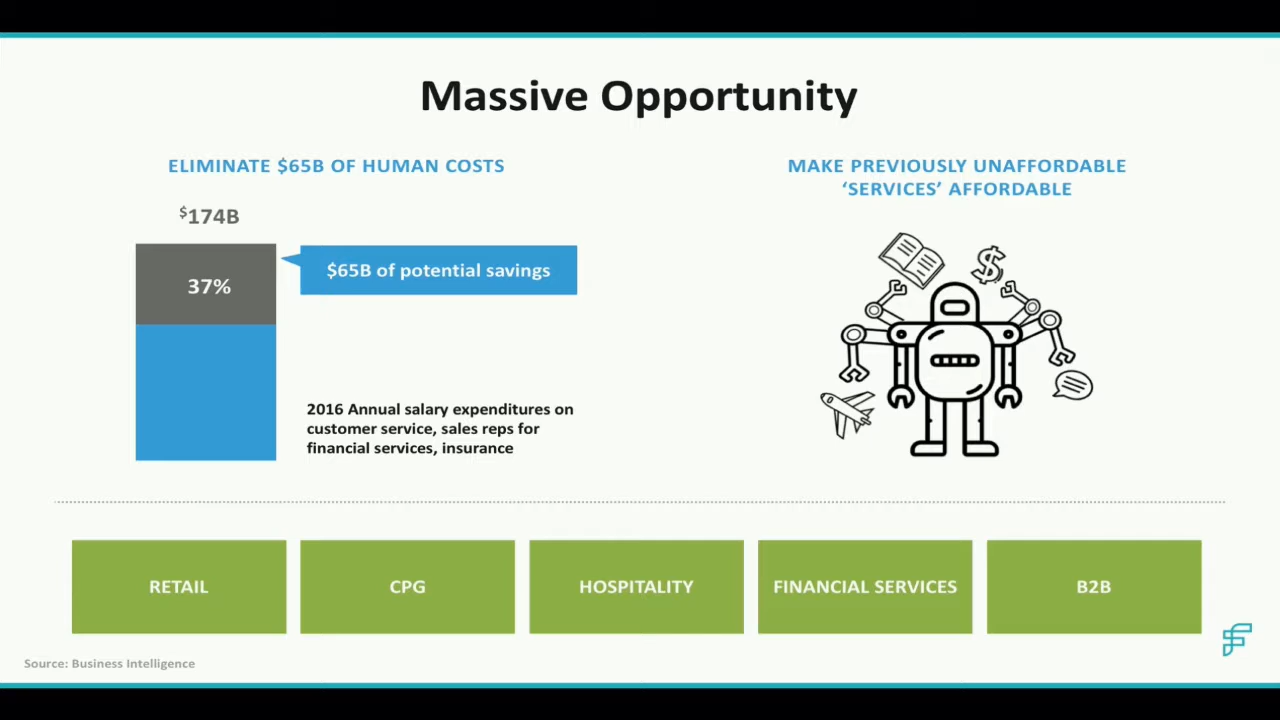 Massive Opportunity
ELIMINATE $65B OF HUMAN COSTS
$174B
37%
$65B of potential savings
2016 Annual salary expenditures on
customer service, sales reps for
financial services, insurance
MAKE PREVIOUSLY UNAFFORDABLE
‘SERVICES’ AFFORDABLE
$
RETAIL
CPG
HOSPITALITY
FINANCIAL SERVICES
B2B
Source: Business Intelligence